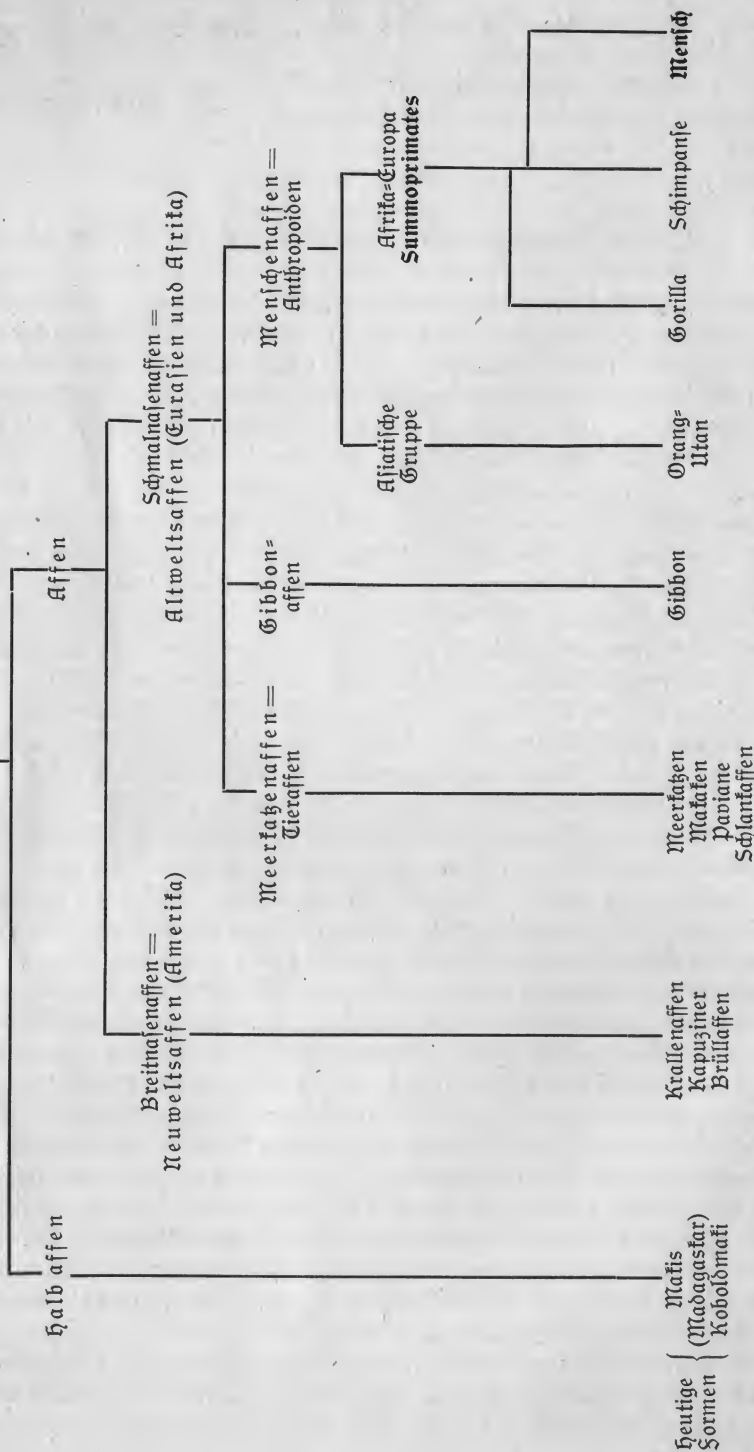 Halbaffen
Affen
Breitnasenaffen =
Neuweltsaffen (Amerika)
Schmalnasenaffen =
Altweltsaffen (Eurasien und Afrika)
Meerkatzenaffen =
Tieraffen
Gibbon=
affen
Menschenaffen =
Anthropoiden
Asiatische
Gruppe
Afrika=Europa
Summoprimates
Heutige
Formen
Makis
(Madagaskar)
Koboldmaki
Krallenaffen
Kapuziner
Brüllaffen
Meerkatzen
Makaken
Paviane
Schlankaffen
Gibbon
Orang=
Utan
Gorilla
Schimpanse
Mensch